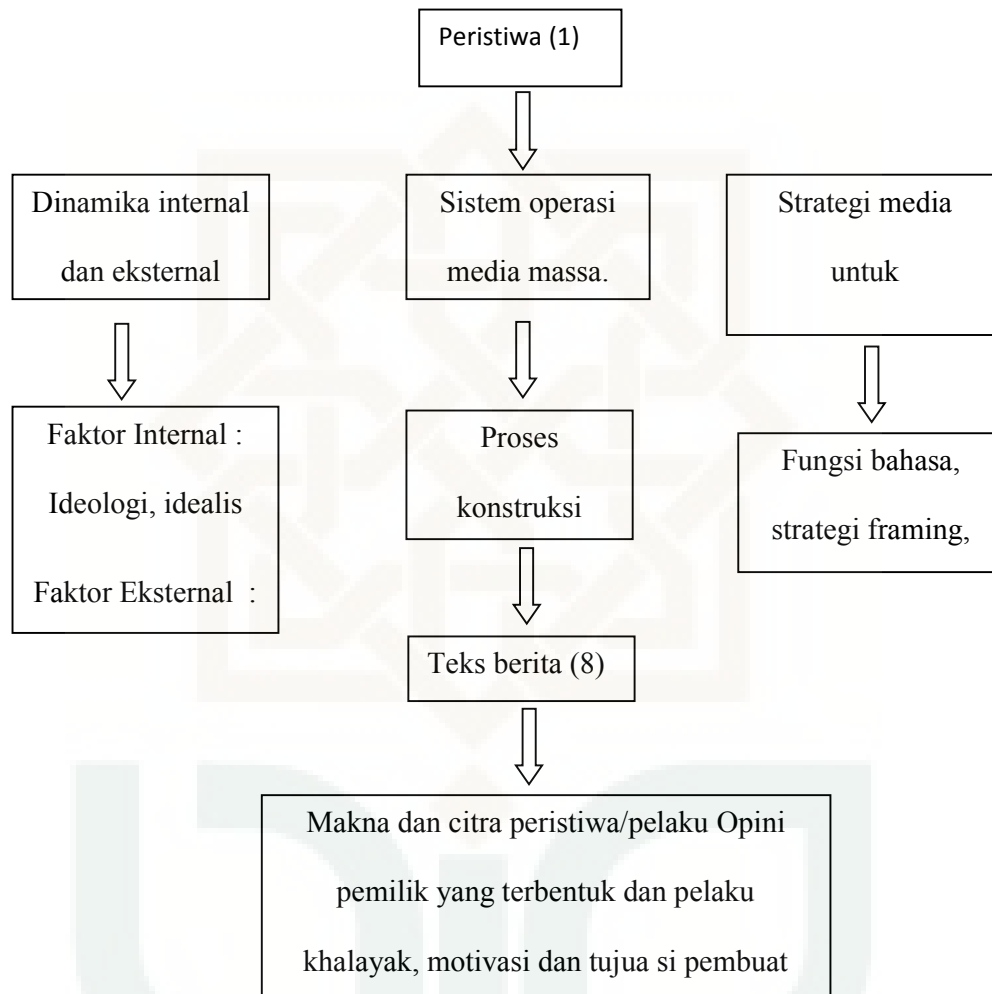 Peristiwa (1)
Dinamika internal
dan eksternal
Sistem operasi
media massa.
Strategi media
untuk
Faktor Internal :
Ideologi, idealis
Faktor Eksternal :
Proses
konstruksi
Fungsi bahasa,
strategi framing,
Teks berita (8)
Makna dan citra peristiwa/pelaku Opini
pemilik yang terbentuk dan pelaku
khalayak, motivasi dan tujua si pembuat